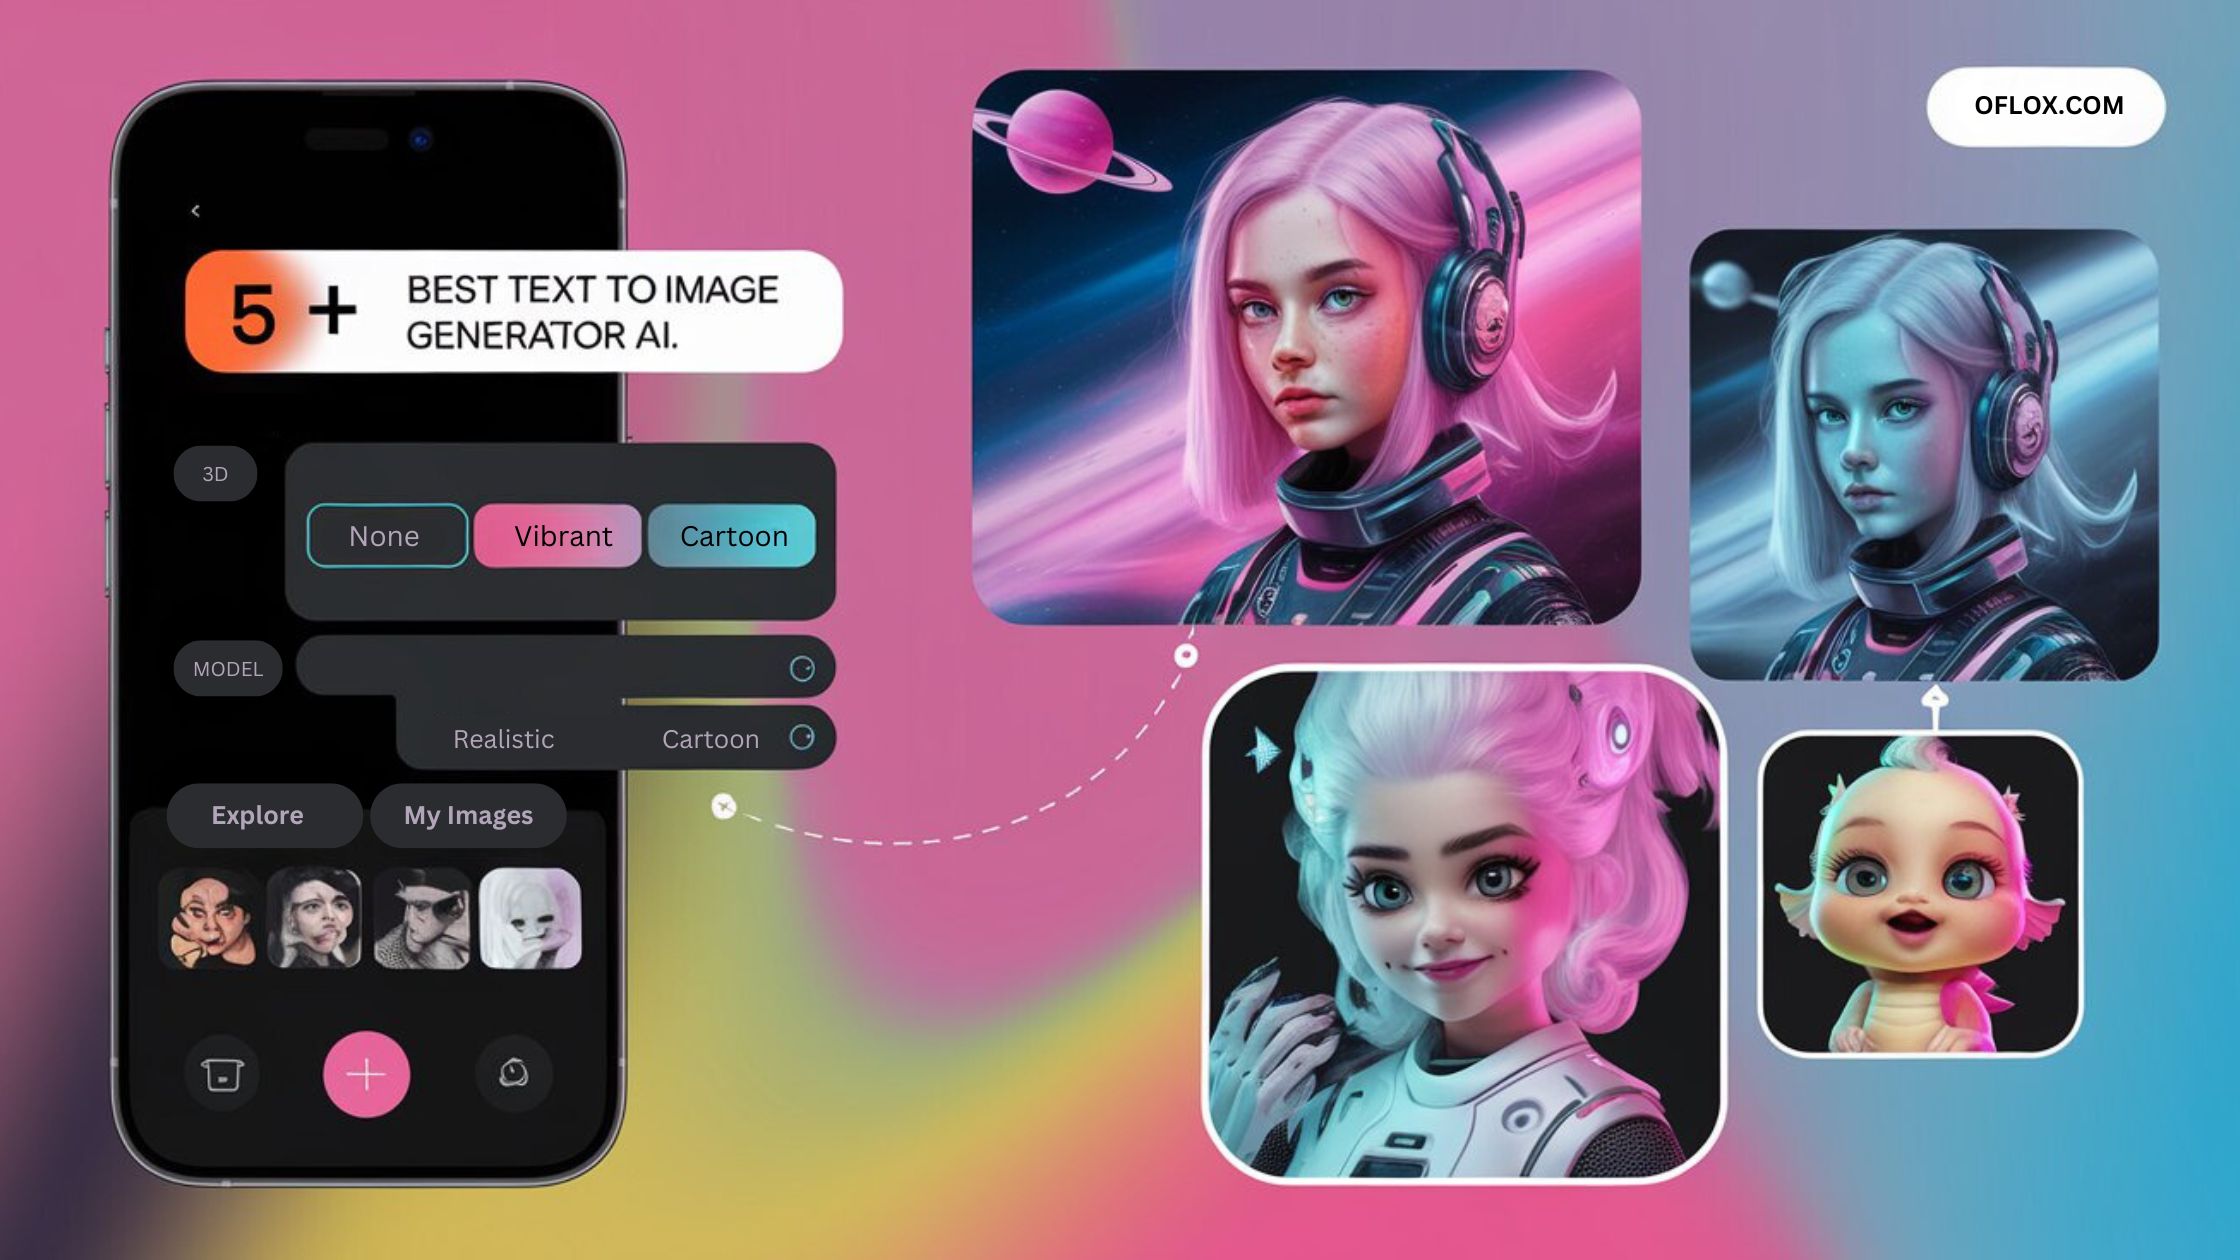 OFLOX.COM
5 +
BEST TEXT TO IMAGE
GENERATOR AI.
3D
None
Vibrant
Cartoon
MODEL
Realistic
Cartoon
Explore
My Images